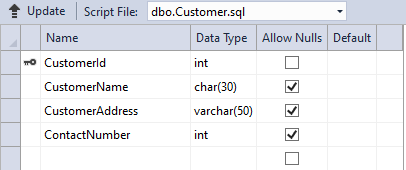 Update Script File: dbo.Customer.sql
Name Data Type Allow Nulls Default
CustomerId int
CustomerName char(30)
CustomerAddress varchar(50)
ContactNumber int